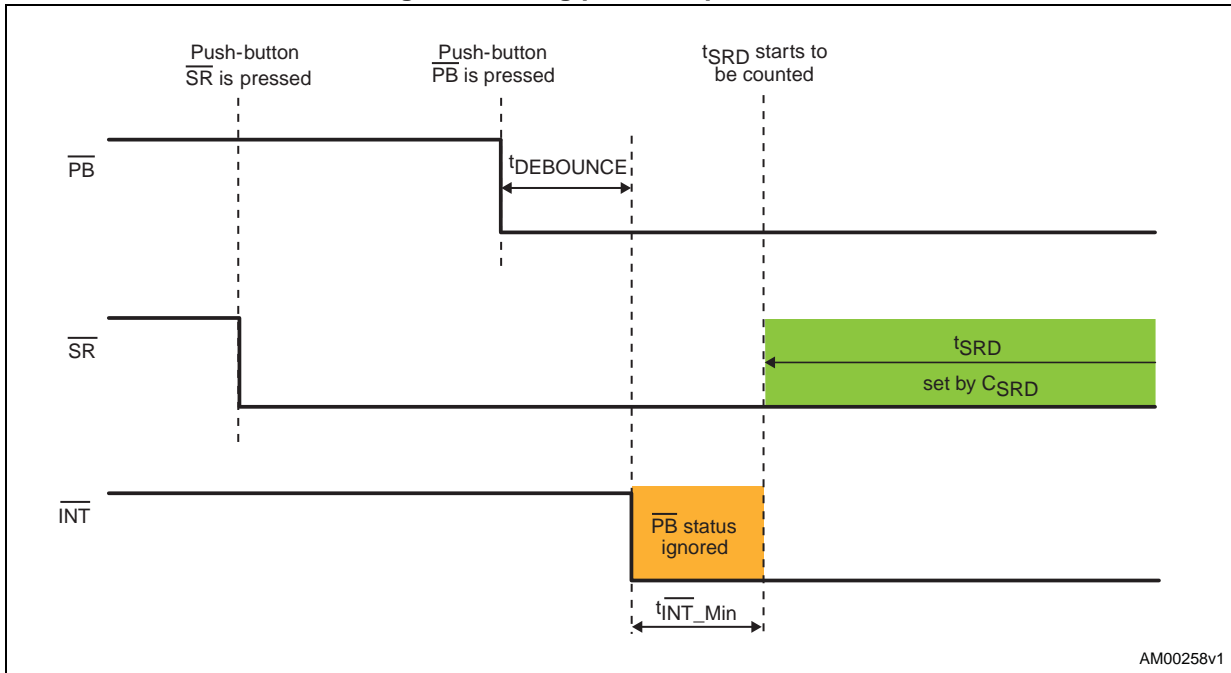 Push-button
SR is pressed
Push-button
PB is pressed
tSRD starts to
be counted
PB
tDEBOUNCE
SR
tSRD
set by CSRD
INT
PB status
ignored
tINT_Min
AM00258v1